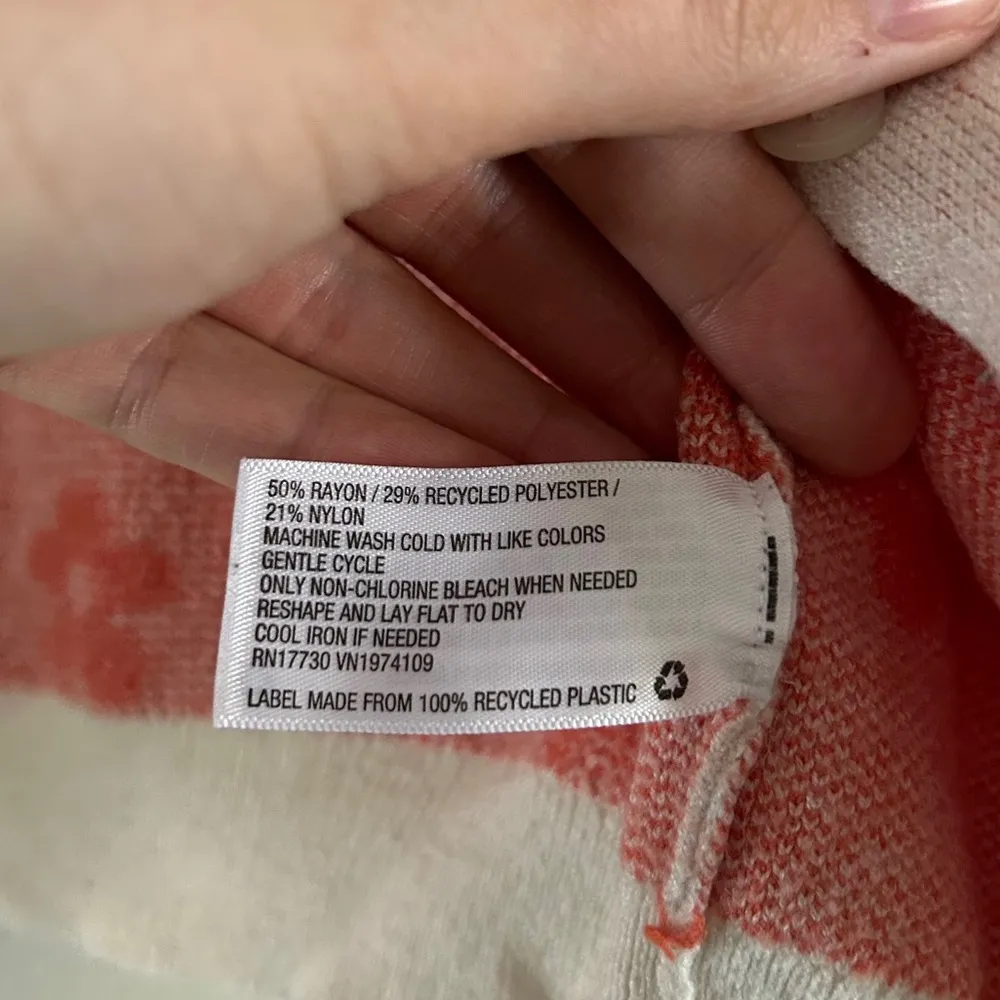 50% RAYON / 29% RECYCLED POLYESTER /
21% NYLON
MACHINE WASH COLD WITH LIKE COLORS
GENTLE CYCLE
ONLY NON-CHLORINE BLEACH WHEN NEEDED
RESHAPE AND LAY FLAT TO DRY
COOL IRON IF NEEDED
RN17730 VN1974109
LABEL MADE FROM 100% RECYCLED PLASTIC